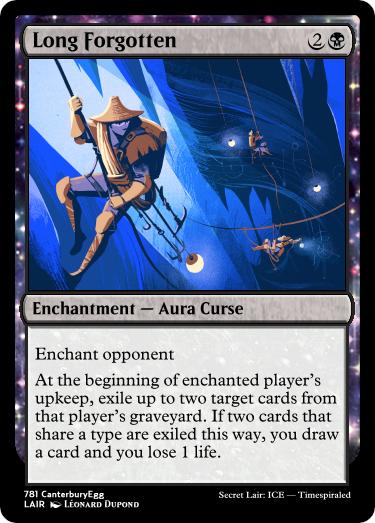 Long Forgotten 2
Enchantment — Aura Curse
Enchant opponent
At the beginning of enchanted player's
upkeep, exile up to two target cards from
that player's graveyard. If two cards that
share a type are exiled this way, you draw
a card and you lose 1 life.
781 CanterburyEgg
LAIR Léonard Dupond
Secret Lair: ICE — Timespiraled